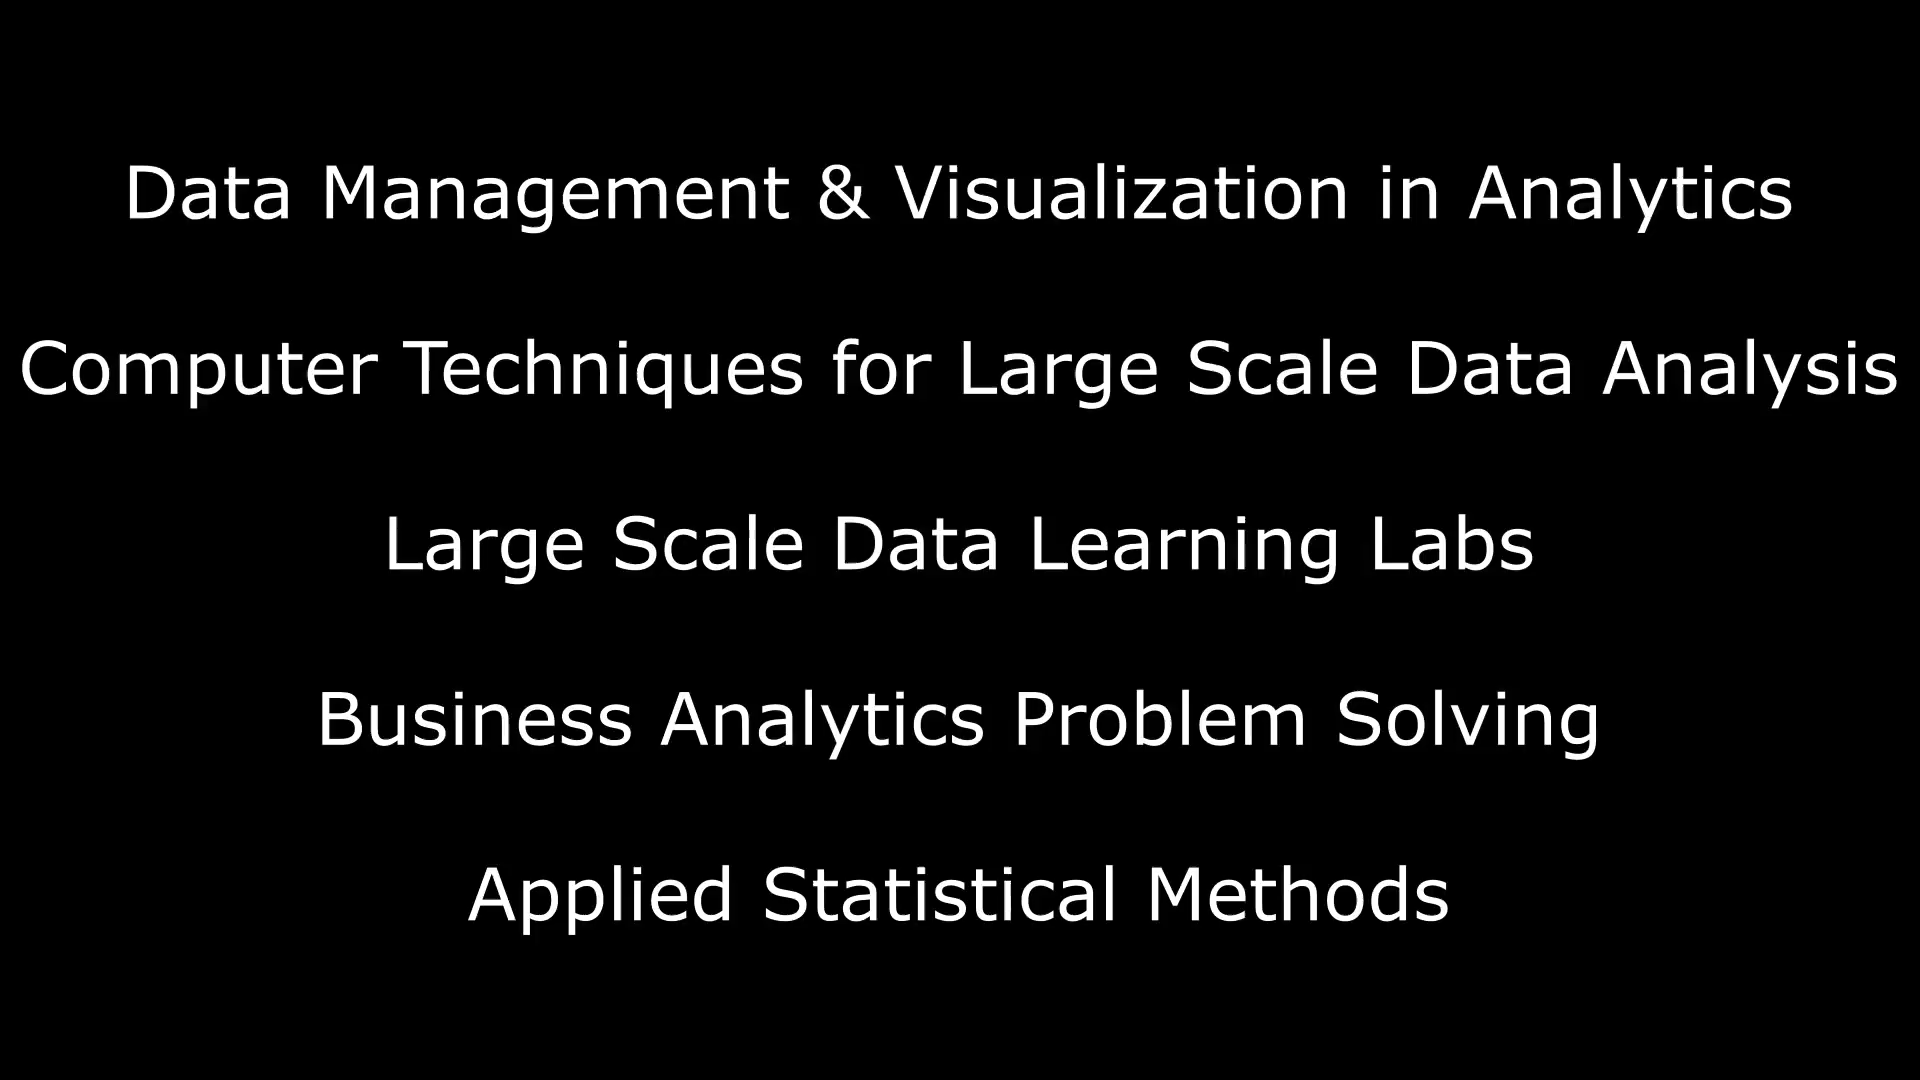 Data Management & Visualization in Analytics
Computer Techniques for Large Scale Data Analysis
Large Scale Data Learning Labs
Business Analytics Problem Solving
Applied Statistical Methods